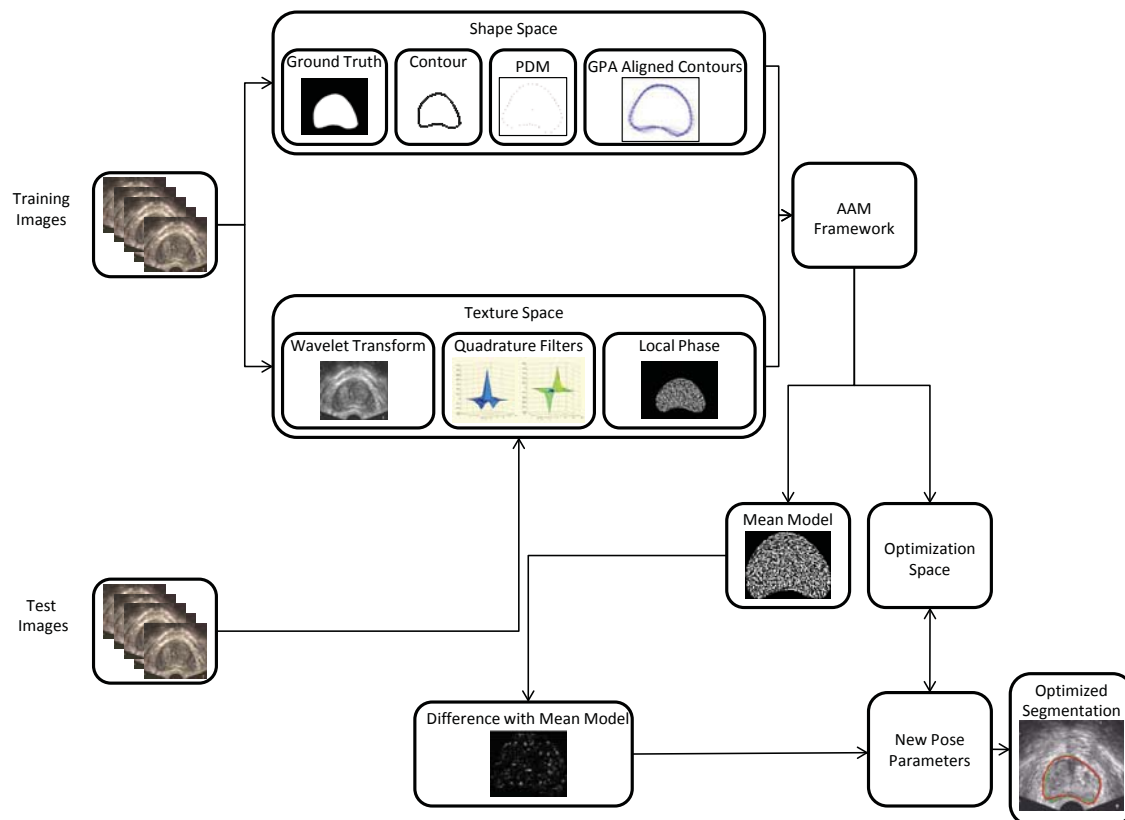 Shape Space
Ground Truth
Contour
PDM
GPA Aligned Contours
Training
Images
AAM
Framework
Texture Space
Wavelet Transform
Quadrature Filters
Local Phase
Mean Model
Optimization
Space
Test
Images
Difference with Mean Model
New Pose
Parameters
Optimized
Segmentation